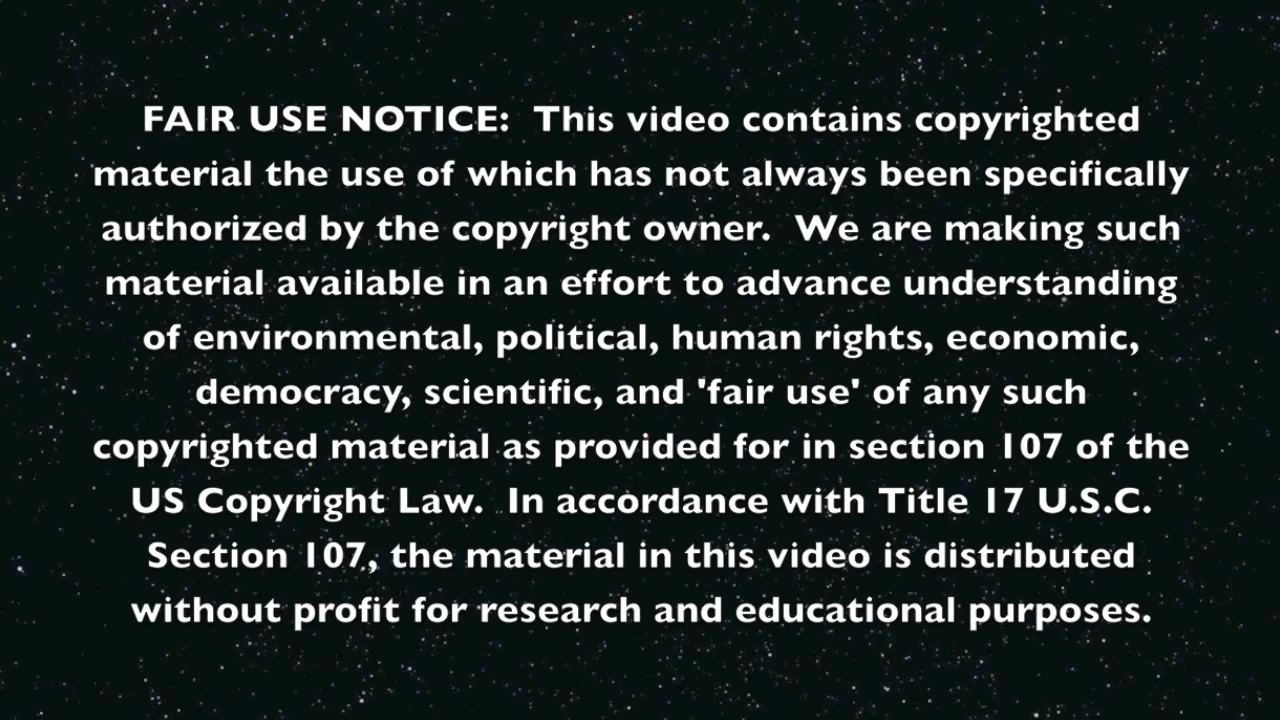 FAIR USE NOTICE:  This video contains copyrighted
material the use of which has not always been specifically
authorized by the copyright owner.  We are making such
material available in an effort to advance understanding
of environmental, political, human rights, economic,
democracy, scientific, and 'fair use' of any such
copyrighted material as provided for in section 107 of the
US Copyright Law.  In accordance with Title 17 U.S.C.
Section 107, the material in this video is distributed
without profit for research and educational purposes.